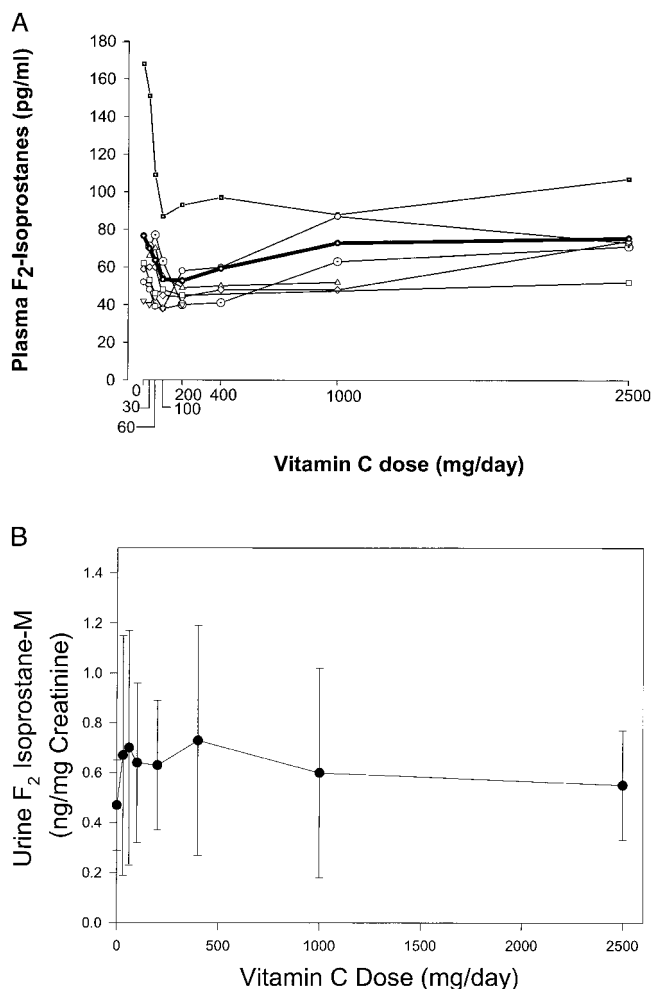 A
Plasma F2-Isoprostanes (pg/ml)
180
160
140
120
100
80
60
40
20
0
0 200 400 1000 2500
30 100
60
Vitamin C dose (mg/day)
B
Urine F2 Isoprostane-M
(ng/mg Creatinine)
1.4
1.2
1.0
0.8
0.6
0.4
0.2
0.0
0 500 1000 1500 2000 2500
Vitamin C Dose (mg/day)